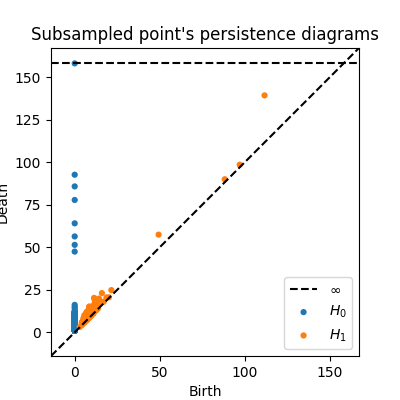 Subsampled point's persistence diagrams
150
125
100
75
50
25
0
Death
0 50 100 150
Birth
∞
H₀
H₁